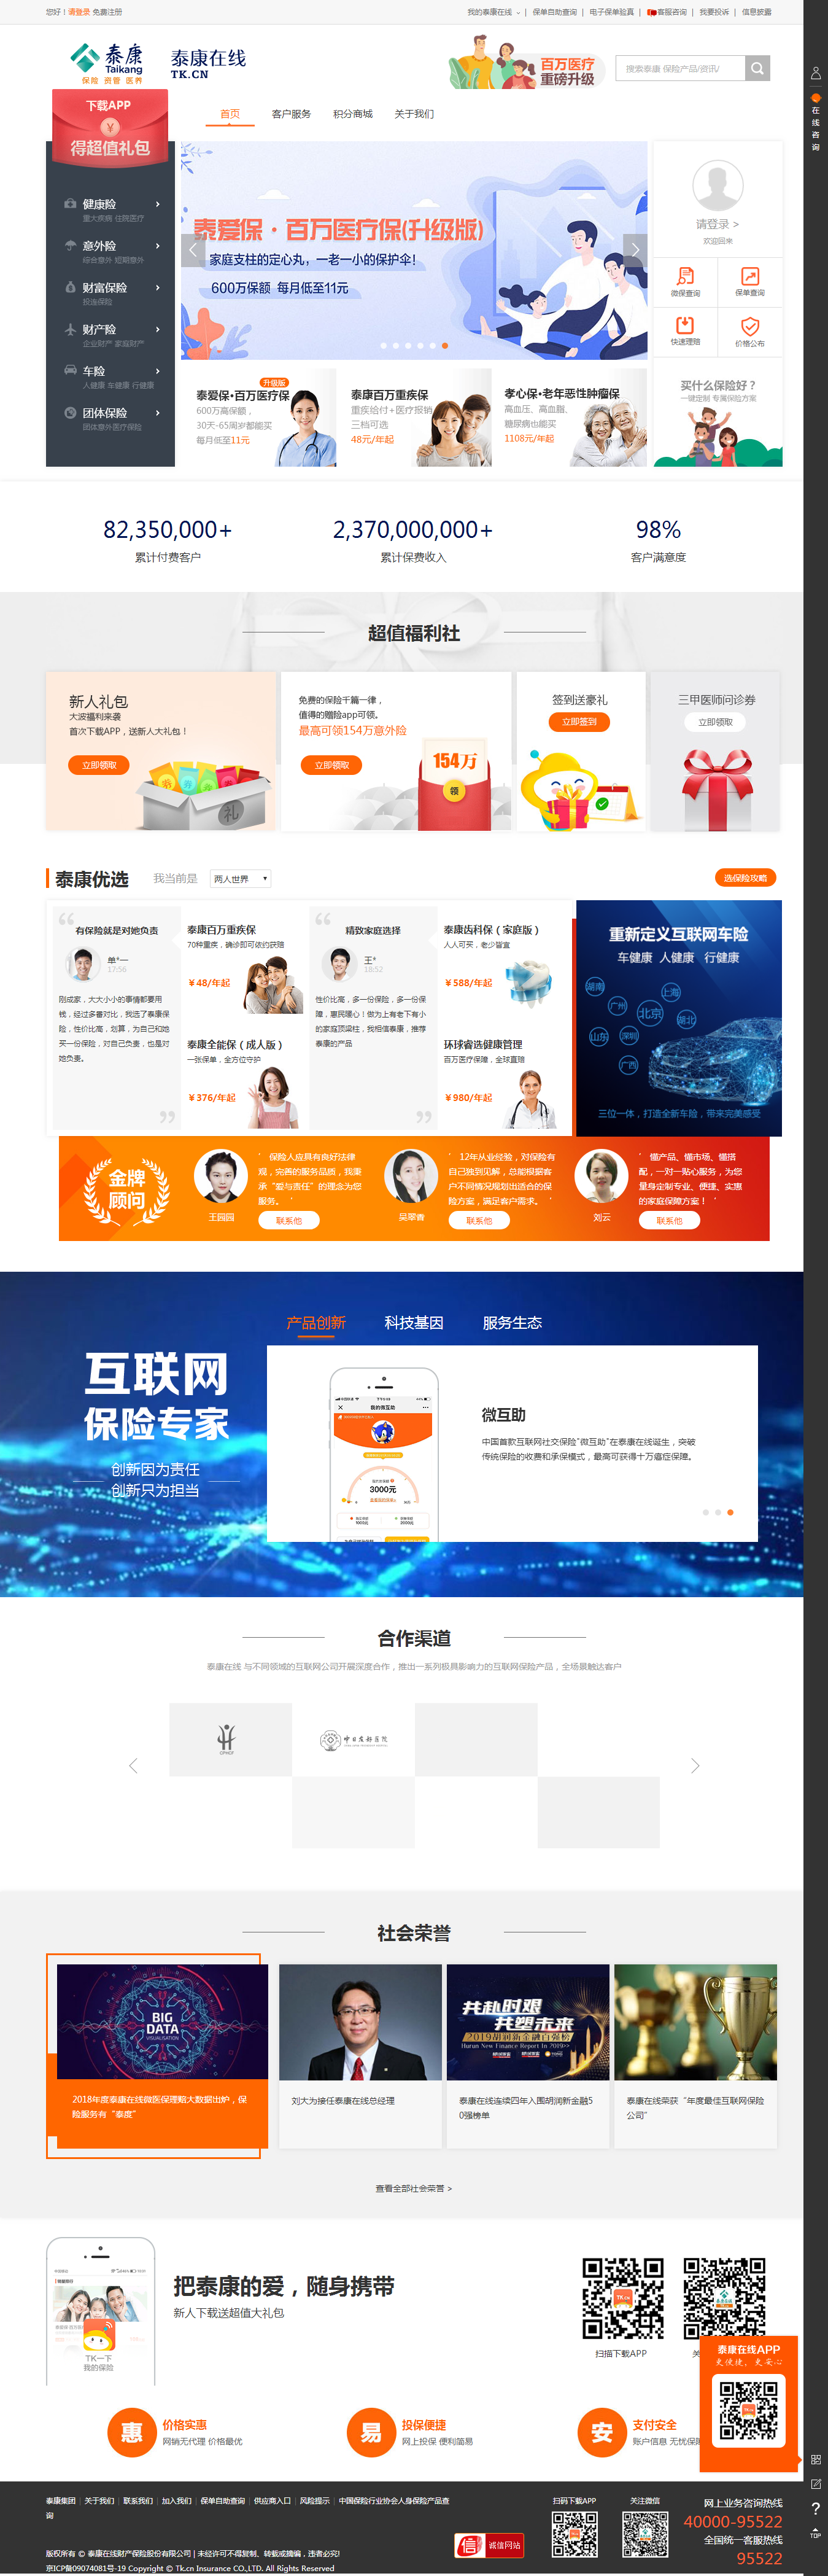 您好！请登录 免费注册
我的泰康在线 | 保单自助查询 | 电子保单验真 | 客服咨询 | 我要投诉 | 信息披露
泰康
Taikang
保险 资管 医养
泰康在线
TK.CN
百万医疗
重磅升级
搜索泰康 保险产品/资讯/
在线咨询
下载APP
得超值礼包
首页 客户服务 积分商城 关于我们
健康险
重大疾病 住院医疗
意外险
综合意外 短期意外
财富保险
投连保险
财产险
企业财产 家庭财产
车险
人健康 车健康 行健康
团体保险
团体意外医疗保险
泰爱保·百万医疗保(升级版)
家庭支柱的定心丸，一老一小的保护伞！
600万保额 每月低至11元
请登录 >
欢迎回来
微保查询
保单查询
快速理赔
价格公布
买什么保险好？
一键定制 专属保险方案
升级版
泰爱保·百万医疗保
600万高保额，
30天-65周岁都能买
每月低至11元
泰康百万重疾保
重疾给付+医疗报销
三档可选
48元/年起
孝心保·老年恶性肿瘤保
高血压、高血脂、
糖尿病也能买
1108元/年起
82,350,000+
累计付费客户
2,370,000,000+
累计保费收入
98%
客户满意度
超值福利社
新人礼包
大波福利来袭
首次下载APP，送新人大礼包！
立即领取
礼
免费的保险千篇一律，
值得的赠险app可领。
最高可领154万意外险
立即领取
154万
领
签到送豪礼
立即签到
三甲医师问诊券
立即领取
泰康优选
我当前是
两人世界
选保险攻略
有保险就是对她负责
单*一
17:56
刚成家，大大小小的事情都要用
钱，经过多番对比，我选了泰康保
险，性价比高，划算，为自己和她
买一份保险，对自己负责，也是对
她负责。
泰康百万重疾保
70种重疾，确诊即可依约获赔
￥48/年起
泰康全能保（成人版）
一张保单，全方位守护
￥376/年起
精致家庭选择
王*
18:52
性价比高，多一份保险，多一份保
障，惠民暖心！做为上有老下有小
的家庭顶梁柱，我相信泰康，推荐
泰康的产品
泰康齿科保（家庭版）
人人可买，老少皆宜
￥588/年起
环球睿选健康管理
百万医疗保障，全球直赔
￥980/年起
重新定义互联网车险
车健康 人健康 行健康
湖南
广州
上海
北京
湖北
山东
深圳
广西
三位一体，打造全新车险，带来完美感受
金牌
顾问
王园园
保险人应具有良好法律
观，完善的服务品质，我秉
承“爱与责任”的理念为您
服务。
联系他
吴翠香
12年从业经验，对保险有
自己独到见解，总能根据客
户不同情况规划出适合的保
险方案，满足客户需求。
联系他
刘云
懂产品、懂市场、懂搭
配，一对一贴心服务，为您
量身定制专业、便捷、实惠
的家庭保障方案！
联系他
产品创新 科技基因 服务生态
互联网
保险专家
创新因为责任
创新只为担当
我的微互助
3000元
微互助
中国首款互联网社交保险"微互助"在泰康在线诞生，突破
传统保险的收费和承保模式，最高可获得十万癌症保障。
合作渠道
泰康在线 与不同领域的互联网公司开展深度合作，推出一系列极具影响力的互联网保险产品，全场景触达客户
CPHCF
中日友好医院
社会荣誉
BIG
DATA
VISUALISATION
2018年度泰康在线微医保理赔大数据出炉，保
险服务有“泰度”
刘大为接任泰康在线总经理
共赴时艰
共塑未来
2019胡润新金融百强榜
Hurun New Finance Report In 2019
泰康在线连续四年入围胡润新金融5
0强榜单
泰康在线荣获“年度最佳互联网保险
公司”
查看全部社会荣誉 >
TK一下
我的保险
把泰康的爱，随身携带
新人下载送超值大礼包
扫描下载APP
关
泰康在线APP
更便捷、更安心
惠
价格实惠
网销无代理 价格最优
易
投保便捷
网上投保 便利简易
安
支付安全
账户信息 无忧保障
TOP
泰康集团 | 关于我们 | 联系我们 | 加入我们 | 保单自助查询 | 供应商入口 | 风险提示 | 中国保险行业协会人身保险产品查
询
版权所有 © 泰康在线财产保险股份有限公司 | 未经许可不得复制、转载或摘编，违者必究!
京ICP备09074081号-19 Copyright © Tk.cn Insurance CO.,LTD. All Rights Reserved
信
诚信网站
扫码下载APP
关注微信
网上业务咨询热线
40000-95522
全国统一客服热线
95522